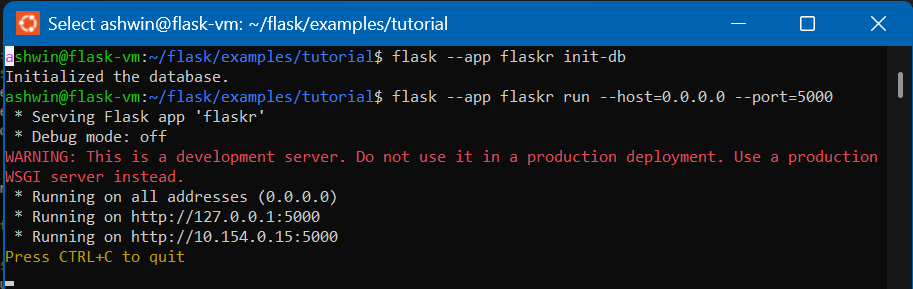 Select ashwin@flask-vm: ~/flask/examples/tutorial
ashwin@flask-vm:~/flask/examples/tutorial$ flask --app flaskr init-db
Initialized the database.
ashwin@flask-vm:~/flask/examples/tutorial$ flask --app flaskr run --host=0.0.0.0 --port=5000
 * Serving Flask app 'flaskr'
 * Debug mode: off
WARNING: This is a development server. Do not use it in a production deployment. Use a production
WSGI server instead.
 * Running on all addresses (0.0.0.0)
 * Running on http://127.0.0.1:5000
 * Running on http://10.154.0.15:5000
Press CTRL+C to quit